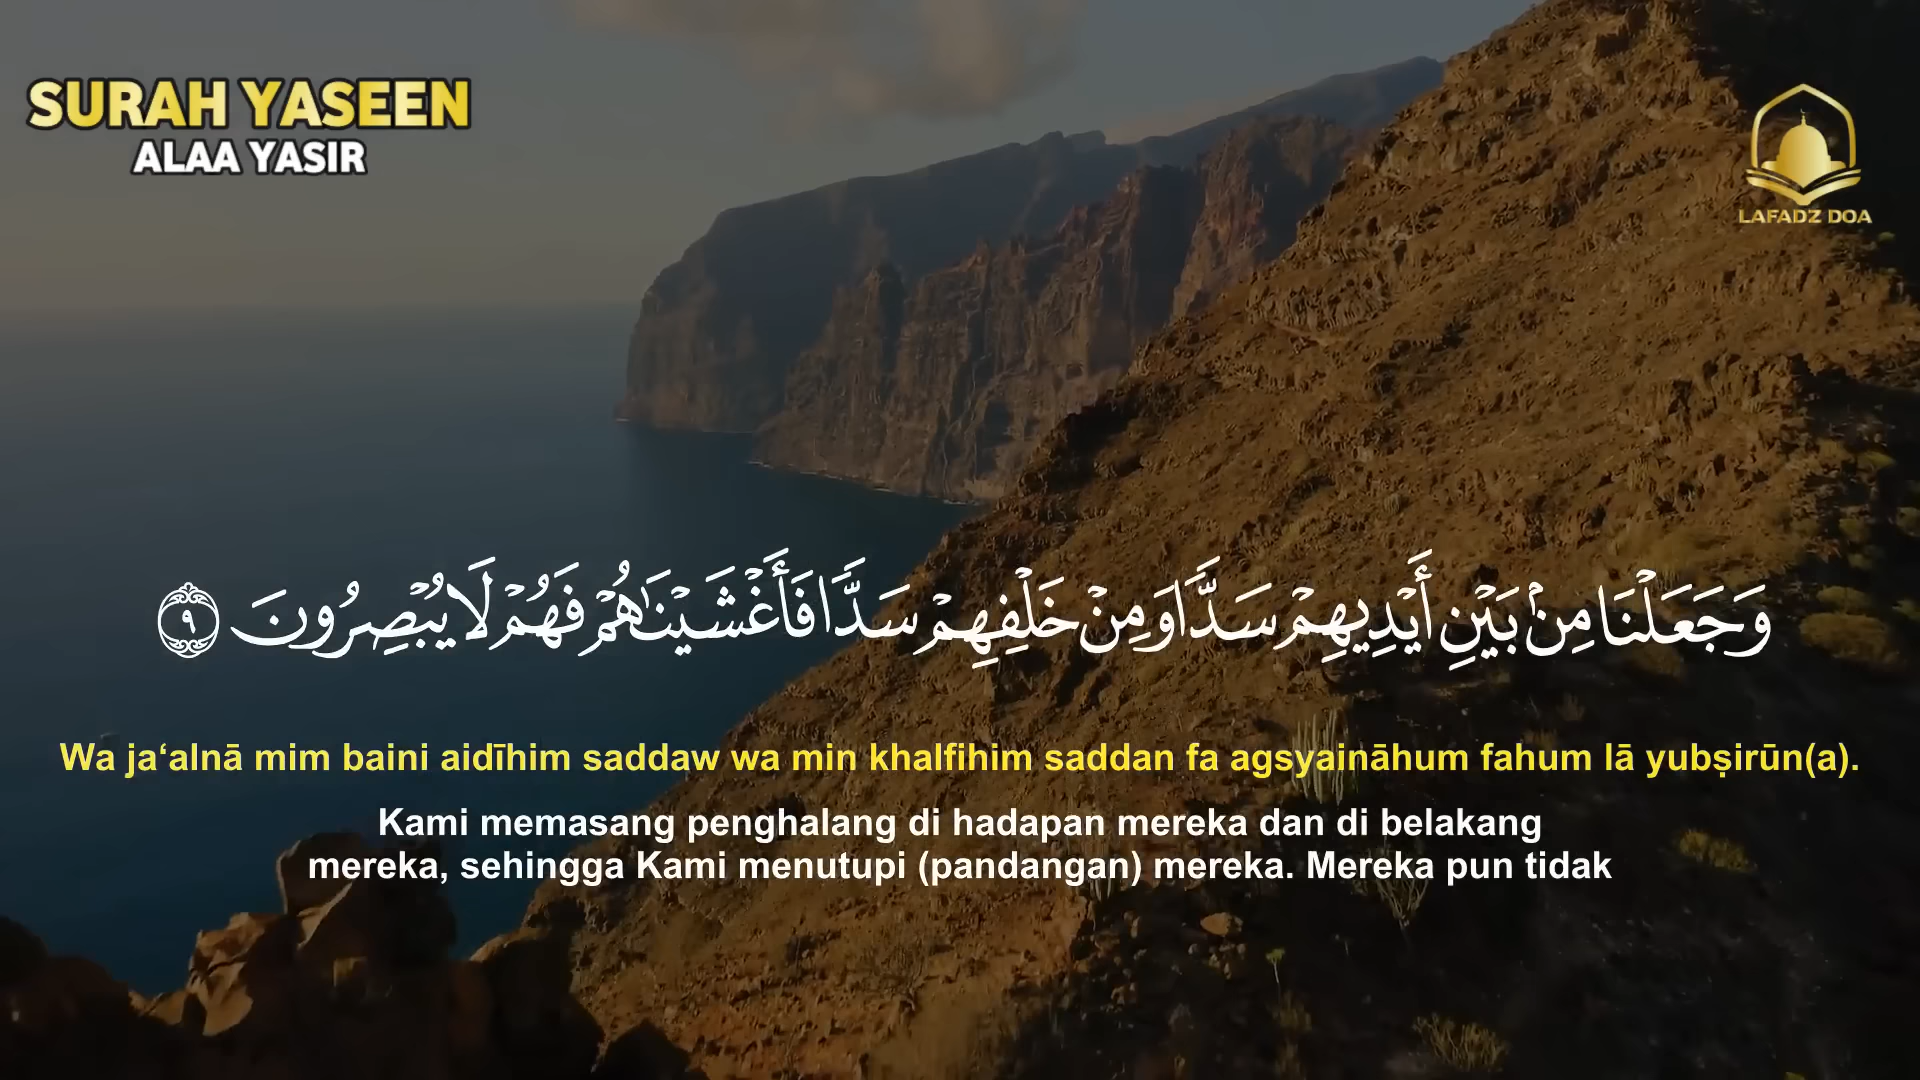 SURAH YASEEN
ALAA YASIR
LAFADZ DOA
وَجَعَلْنَا مِنْۢ بَيْنِ أَيْدِيهِمْ سَدًّا وَمِنْ خَلْفِهِمْ سَدًّا فَأَغْشَيْنَٰهُمْ فَهُمْ لَا يُبْصِرُونَ ٩
Wa ja‘alnā mim baini aidīhim saddaw wa min khalfihim saddan fa agsyaināhum fahum lā yubṣirūn(a).
Kami memasang penghalang di hadapan mereka dan di belakang
mereka, sehingga Kami menutupi (pandangan) mereka. Mereka pun tidak